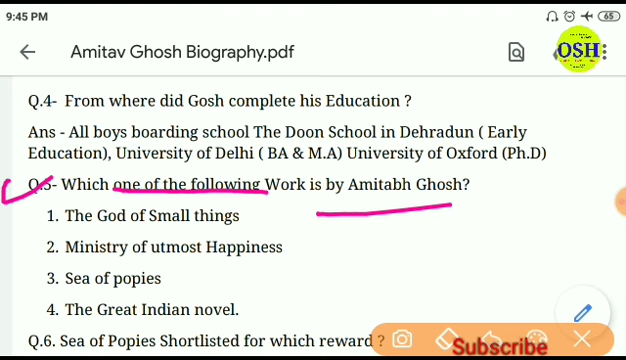 9:45 PM 65
Amitav Ghosh Biography.pdf OSH
Q.4- From where did Gosh complete his Education ?
Ans - All boys boarding school The Doon School in Dehradun ( Early
Education), University of Delhi ( BA & M.A) University of Oxford (Ph.D)
Q.5- Which one of the following Work is by Amitabh Ghosh?
1. The God of Small things
2. Ministry of utmost Happiness
3. Sea of popies
4. The Great Indian novel.
Q.6. Sea of Popies Shortlisted for which reward ?
Subscribe